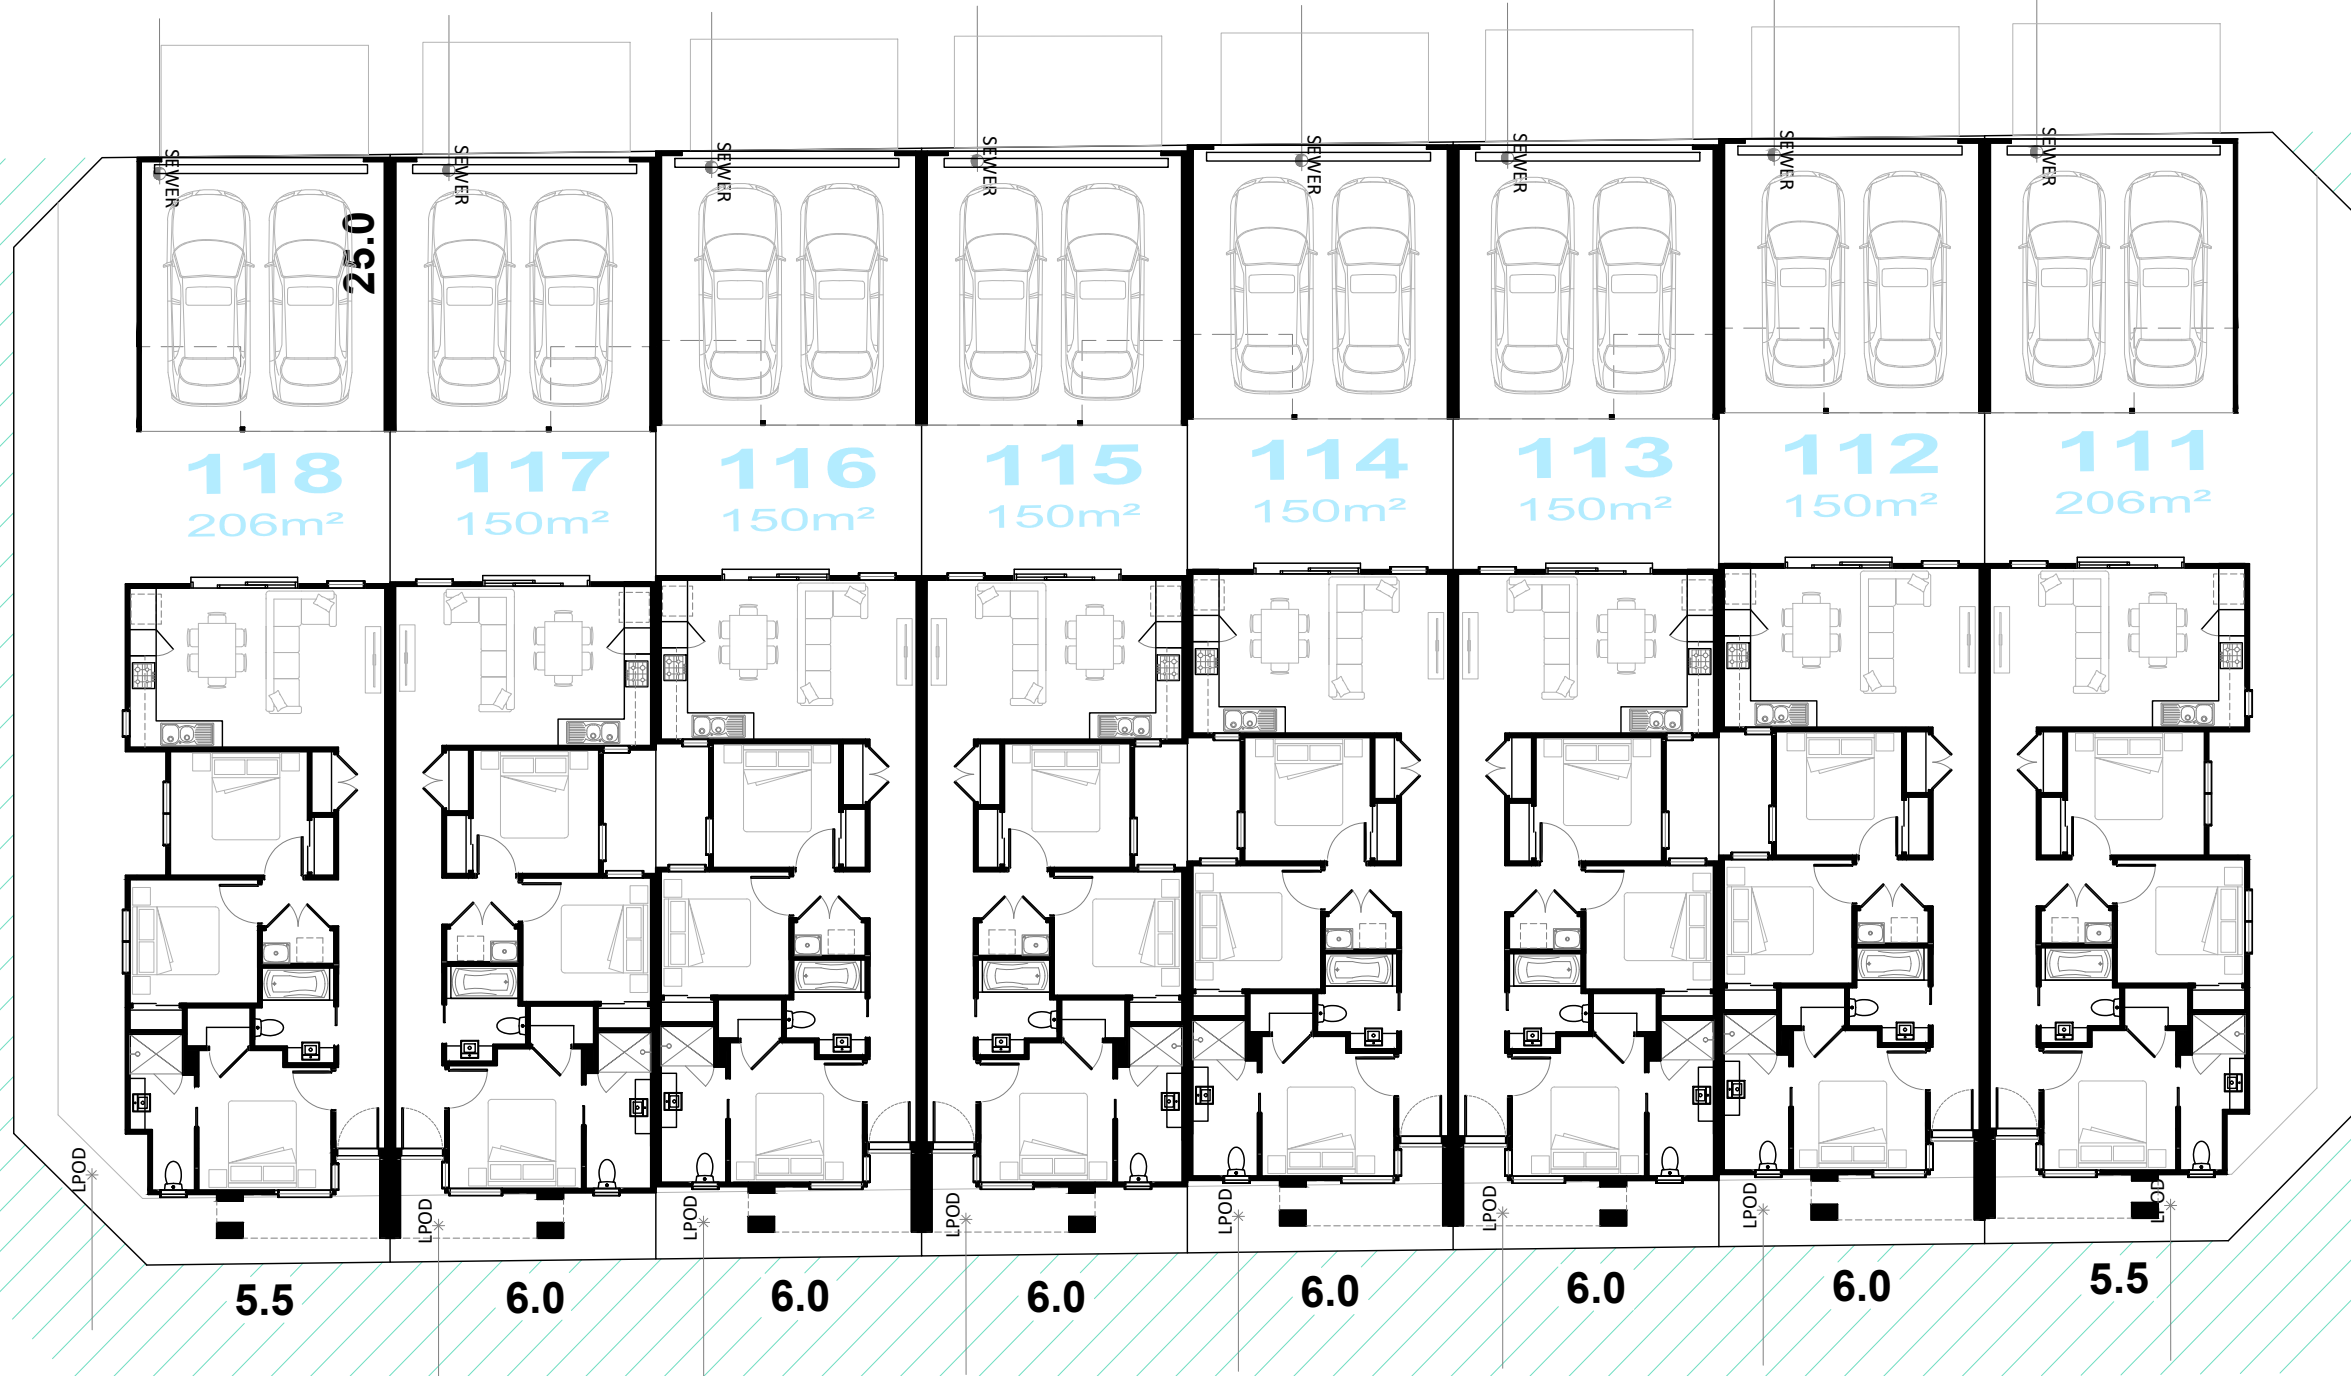 SEWER
SEWER
SEWER
SEWER
SEWER
SEWER
SEWER
SEWER
25.0
118
206m²
117
150m²
116
150m²
115
150m²
114
150m²
113
150m²
112
150m²
111
206m²
LPOD
LPOD
LPOD
LPOD
LPOD
LPOD
LPOD
LPOD
5.5
6.0
6.0
6.0
6.0
6.0
6.0
5.5